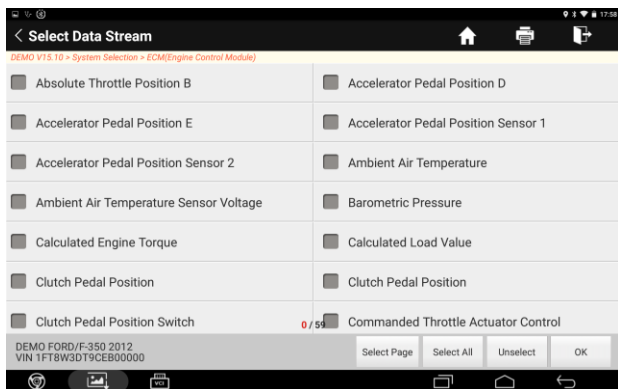 17:58
Select Data Stream
DEMO V15.10 > System Selection > ECM(Engine Control Module)
Absolute Throttle Position B
Accelerator Pedal Position D
Accelerator Pedal Position E
Accelerator Pedal Position Sensor 1
Accelerator Pedal Position Sensor 2
Ambient Air Temperature
Ambient Air Temperature Sensor Voltage
Barometric Pressure
Calculated Engine Torque
Calculated Load Value
Clutch Pedal Position
Clutch Pedal Position
Clutch Pedal Position Switch
0 / 59
Commanded Throttle Actuator Control
DEMO FORD/F-350 2012
VIN 1FT8W3DT9CEB00000
Select Page
Select All
Unselect
OK
VCI